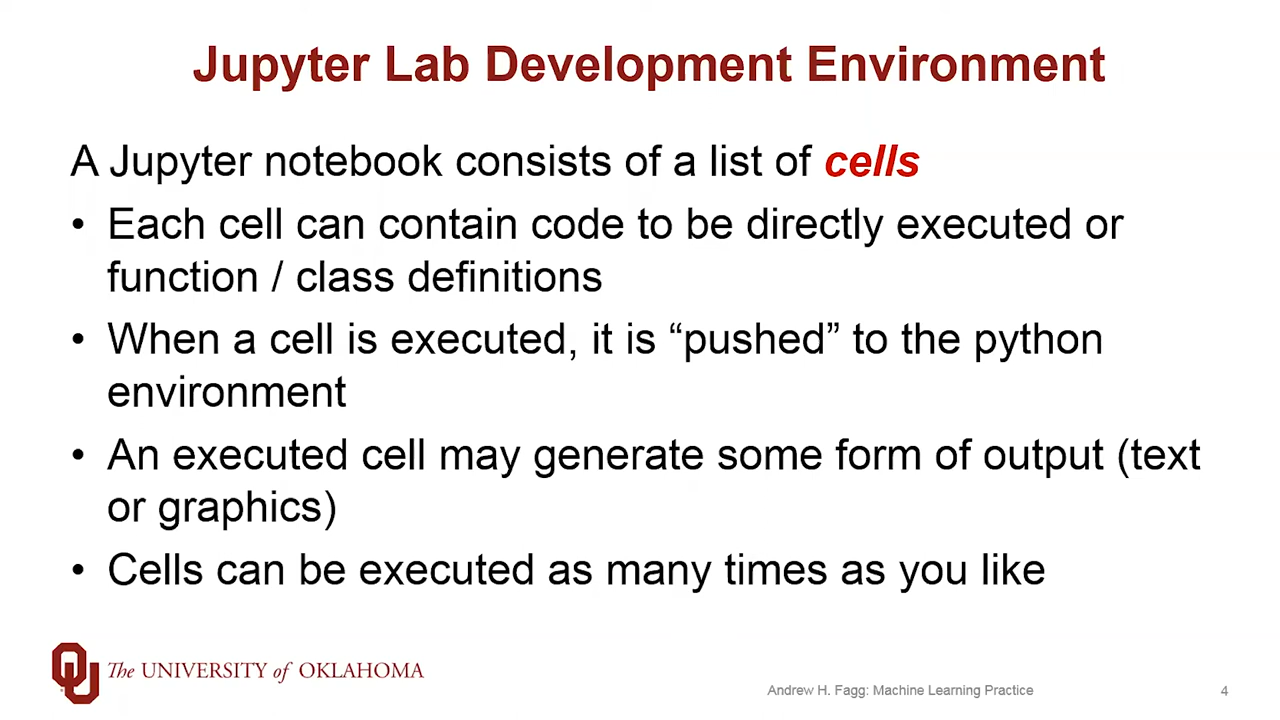 Jupyter Lab Development Environment
A Jupyter notebook consists of a list of cells
• Each cell can contain code to be directly executed or
function / class definitions
• When a cell is executed, it is “pushed” to the python
environment
• An executed cell may generate some form of output (text
or graphics)
• Cells can be executed as many times as you like
The UNIVERSITY of OKLAHOMA
Andrew H. Fagg: Machine Learning Practice
4